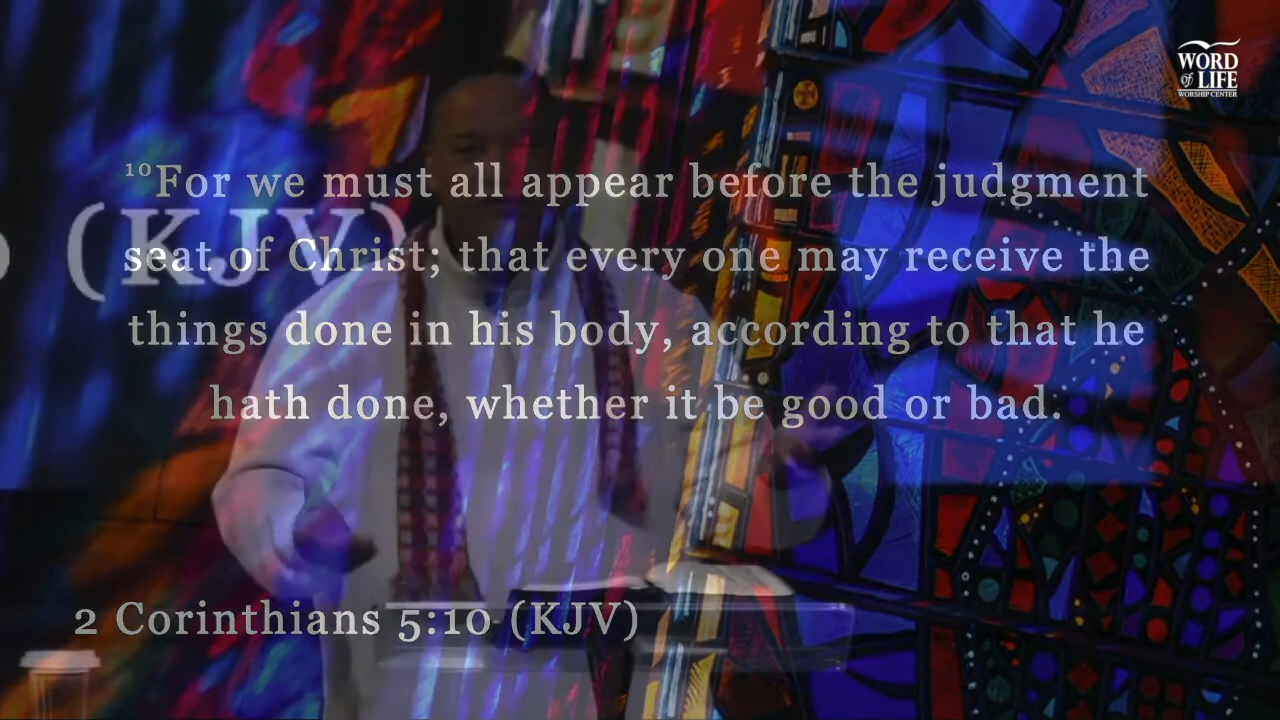 WORD
of LIFE
WORSHIP CENTER
¹⁰For we must all appear before the judgment
(KJV)
seat of Christ; that every one may receive the
things done in his body, according to that he
hath done, whether it be good or bad.
2 Corinthians 5:10 (KJV)